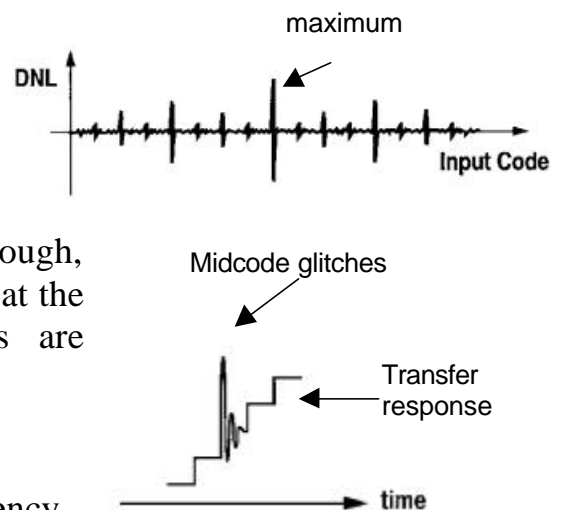 maximum
DNL
Input Code
ough,
at the
s are
Midcode glitches
Transfer
response
ency
time